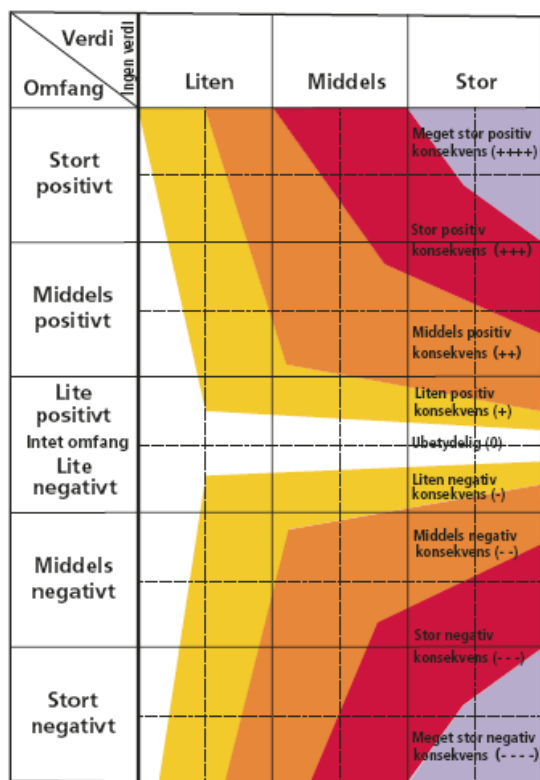 Verdi
Ingen verdi
Omfang
Liten
Middels
Stor
Stort
positivt
Meget stor positiv
konsekvens (++++)
Stor positiv
konsekvens (+++)
Middels
positivt
Middels positiv
konsekvens (++)
Lite
positivt
Liten positiv
konsekvens (+)
Intet omfang
Ubetydelig (0)
Lite
negativt
Liten negativ
konsekvens (-)
Middels
negativt
Middels negativ
konsekvens (- -)
Stor negativ
konsekvens (- - -)
Stort
negativt
Meget stor negativ
konsekvens (- - - -)